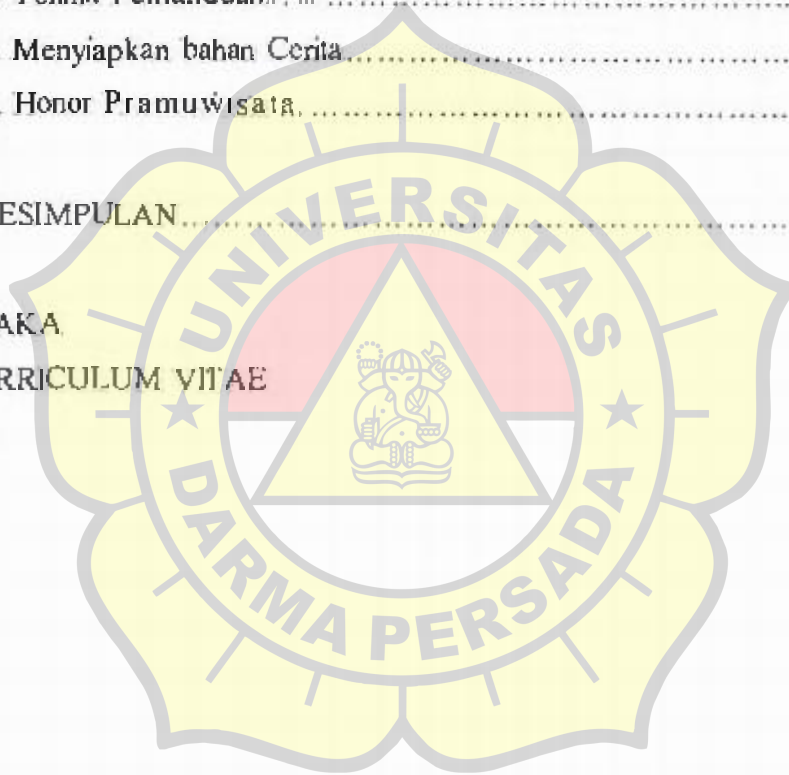 Menyiapkan bahan Cerita
Honor Pramuwisata
ESIMPULAN
AKA
RRICULUM VITAE
UNIVERSITAS
DARMA PERSADA